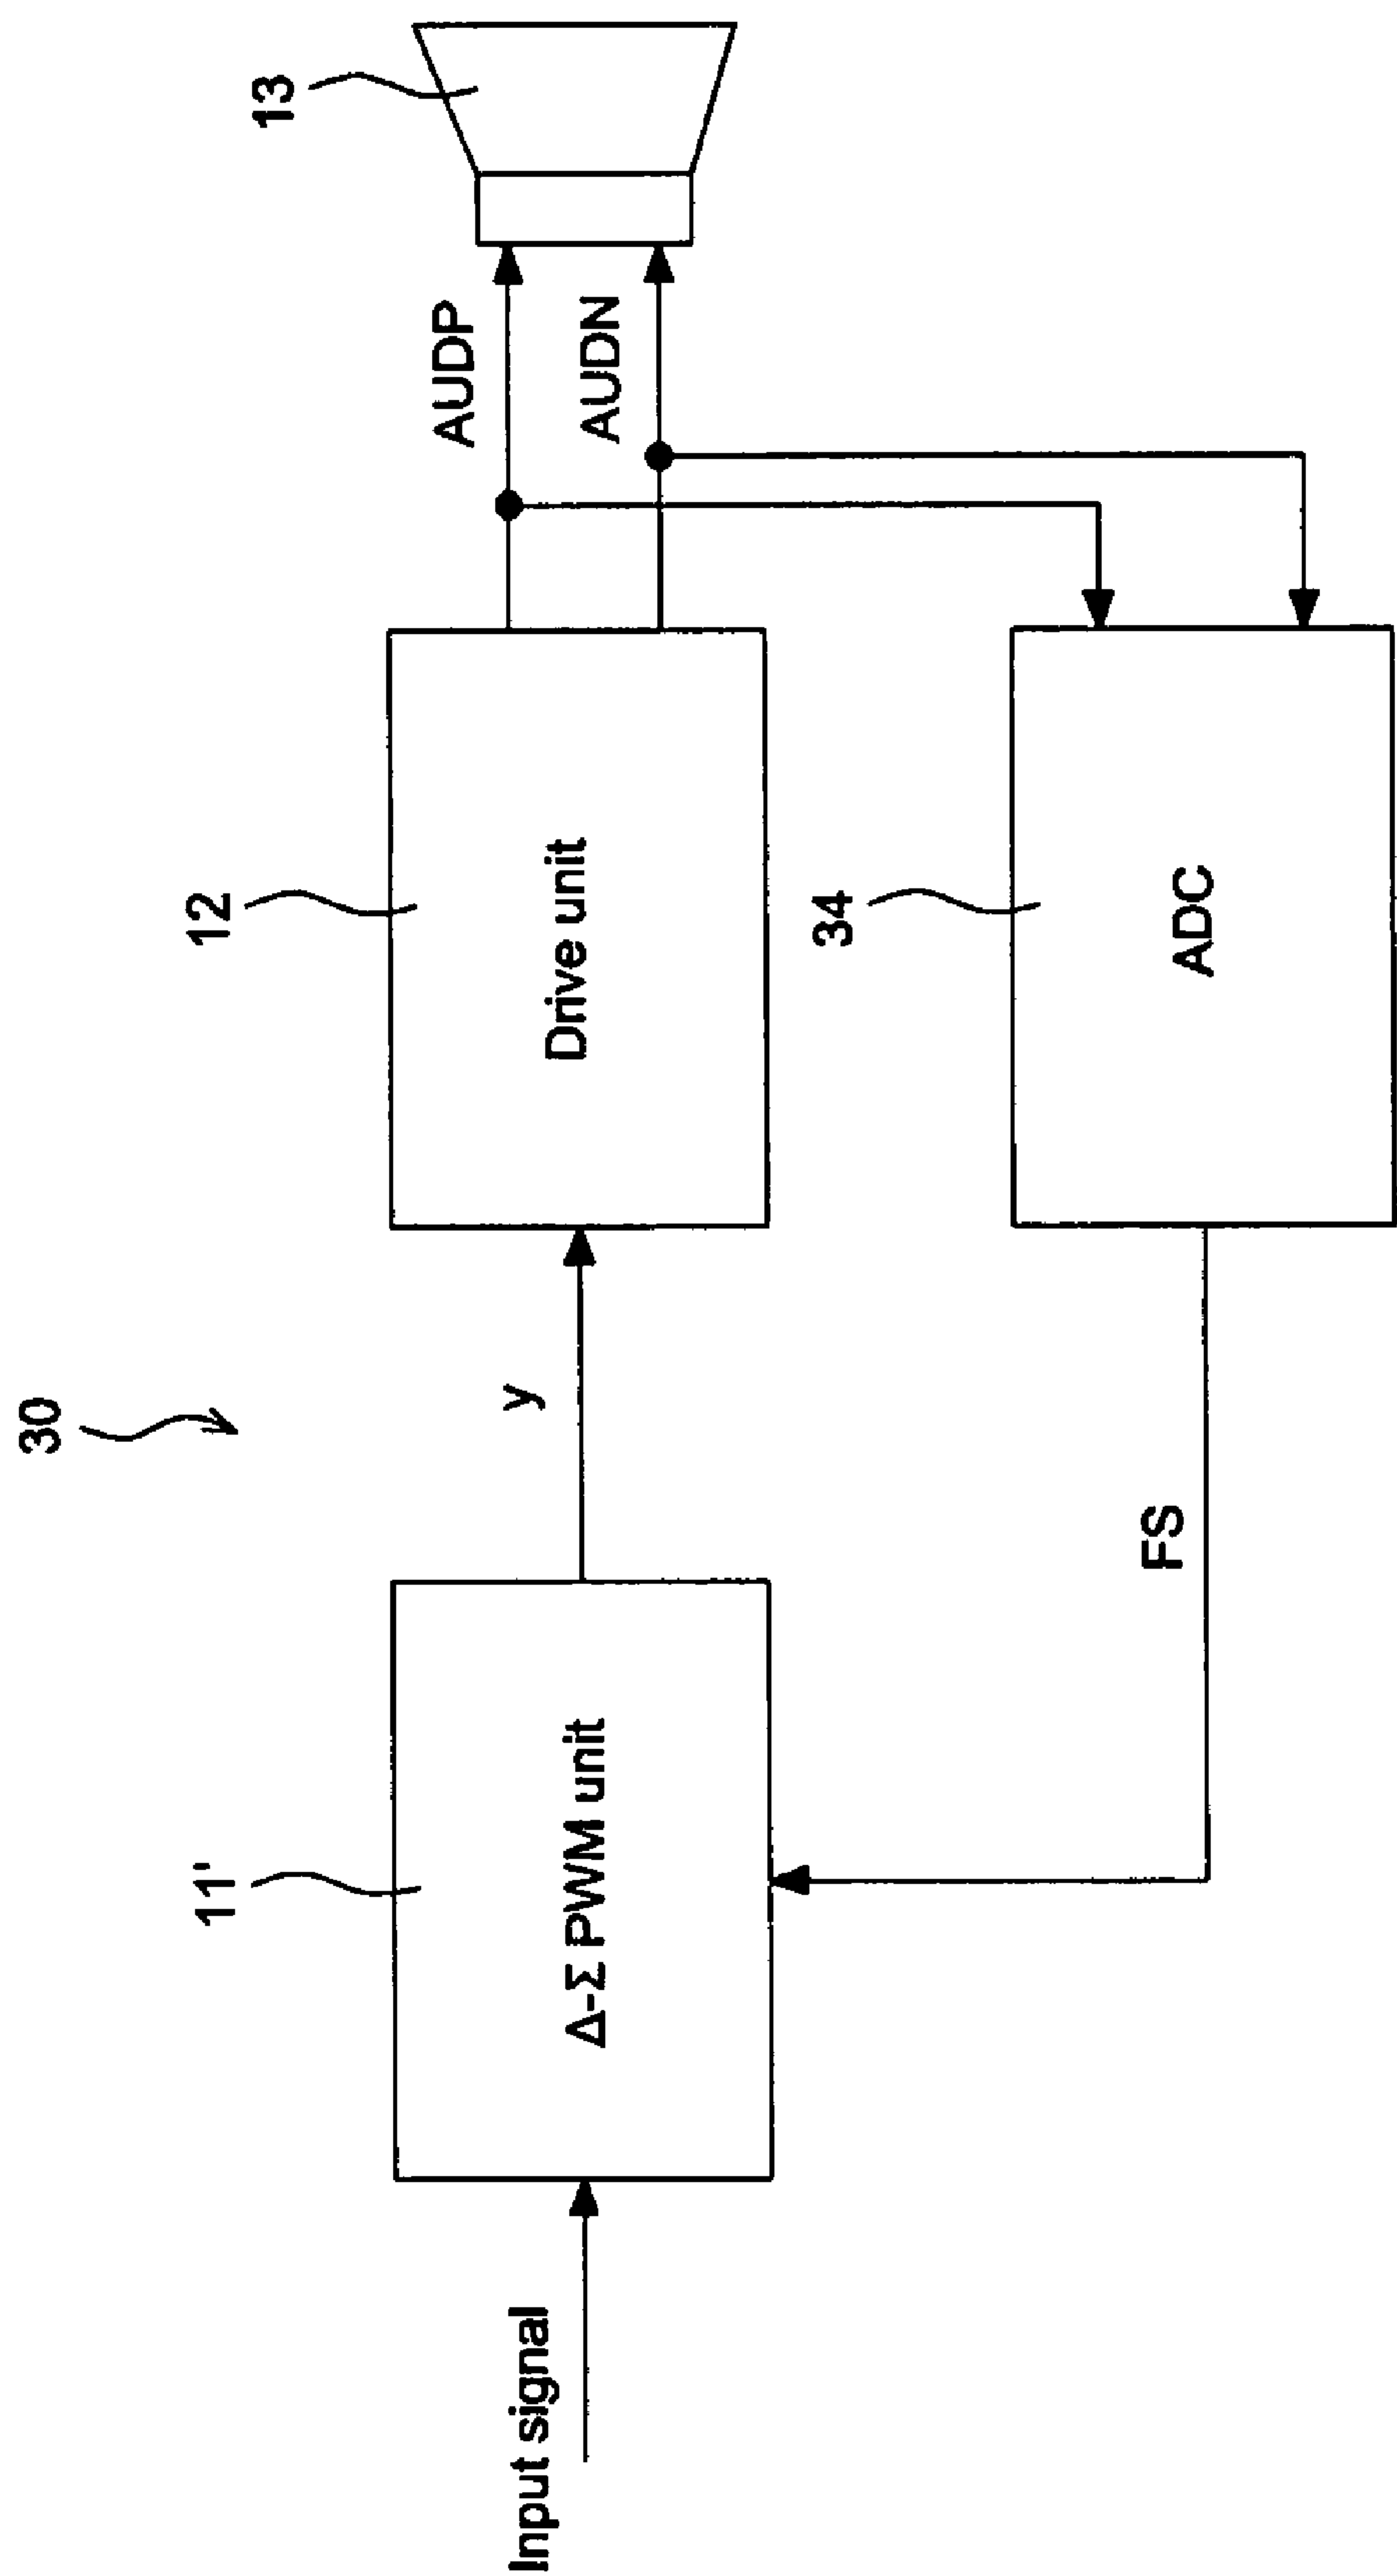 30
11'
12
13
Input signal
Δ-Σ PWM unit
y
Drive unit
AUDP
AUDN
34
FS
ADC